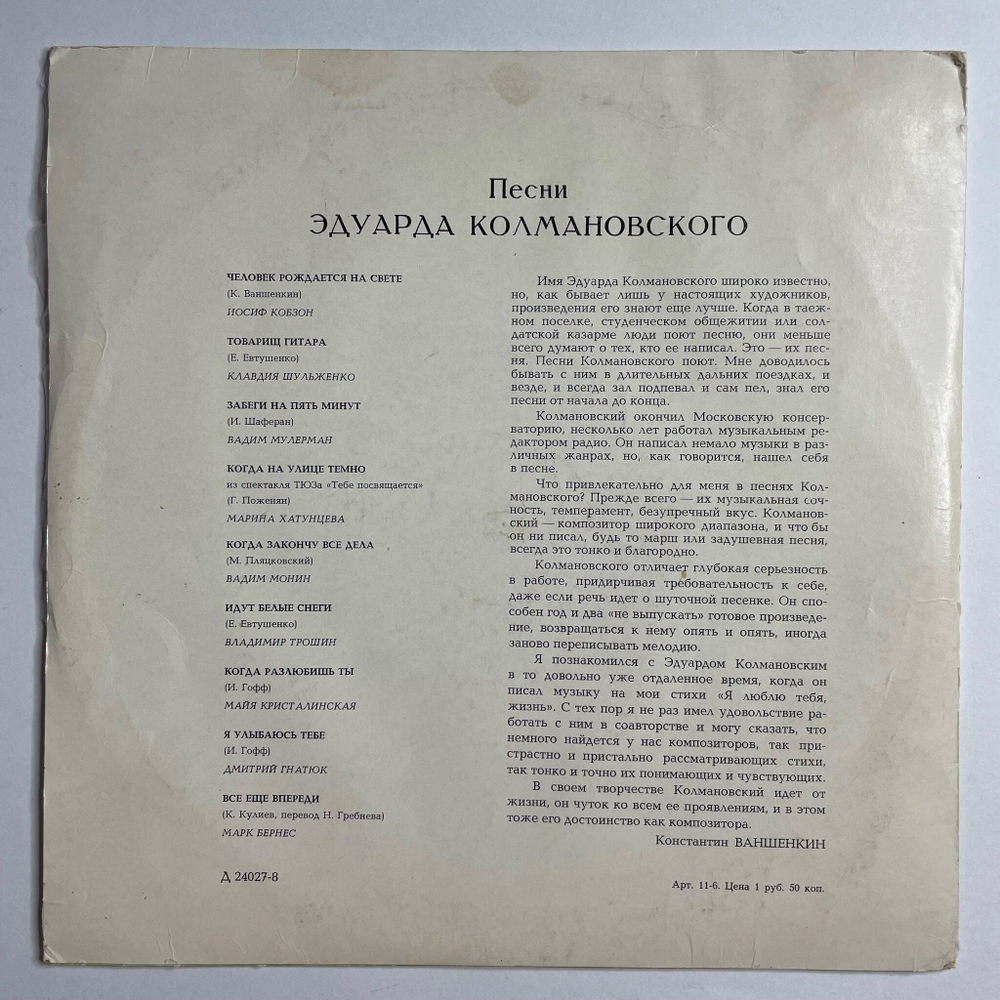 Песни
ЭДУАРДА КОЛМАНОВСКОГО
ЧЕЛОВЕК РОЖДАЕТСЯ НА СВЕТЕ
(К. Ваншенкин)
ИОСИФ КОБЗОН
ТОВАРИЩ ГИТАРА
(Е. Евтушенко)
КЛАВДИЯ ШУЛЬЖЕНКО
ЗАБЕГИ НА ПЯТЬ МИНУТ
(И. Шаферан)
ВАДИМ МУЛЕРМАН
КОГДА НА УЛИЦЕ ТЕМНО
из спектакля ТЮЗа «Тебе посвящается»
(Г. Поженян)
МАРИНА ХАТУНЦЕВА
КОГДА ЗАКОНЧУ ВСЕ ДЕЛА
(М. Пляцковский)
ВАДИМ МОНИН
ИДУТ БЕЛЫЕ СНЕГИ
(Е. Евтушенко)
ВЛАДИМИР ТРОШИН
КОГДА РАЗЛЮБИШЬ ТЫ
(И. Гофф)
МАЙЯ КРИСТАЛИНСКАЯ
Я УЛЫБАЮСЬ ТЕБЕ
(И. Гофф)
ДМИТРИЙ ГНАТЮК
ВСЕ ЕЩЕ ВПЕРЕДИ
(К. Кулиев, перевод Н. Гребнева)
МАРК БЕРНЕС
Д 24027-8
Имя Эдуарда Колмановского широко известно,
но, как бывает лишь у настоящих художников,
произведения его знают еще лучше. Когда в таеж-
ном поселке, студенческом общежитии или сол-
датской казарме люди поют песню, они меньше
всего думают о тех, кто ее написал. Это — их пес-
ня. Песни Колмановского поют. Мне доводилось
бывать с ним в длительных дальних поездках, и
везде, и всегда зал подпевал и сам пел, знал его
песни от начала до конца.
Колмановский окончил Московскую консер-
ваторию, несколько лет работал музыкальным ре-
дактором радио. Он написал немало музыки в раз-
личных жанрах, но, как говорится, нашел себя
в песне.
Что привлекательно для меня в песнях Кол-
мановского? Прежде всего — их музыкальная соч-
ность, темперамент, безупречный вкус. Колманов-
ский — композитор широкого диапазона, и что бы
он ни писал, будь то марш или задушевная песня,
всегда это тонко и благородно.
Колмановского отличает глубокая серьезность
в работе, придирчивая требовательность к себе,
даже если речь идет о шуточной песенке. Он спо-
собен год и два «не выпускать» готовое произведе-
ние, возвращаться к нему опять и опять, иногда
заново переписывать мелодию.
Я познакомился с Эдуардом Колмановским
в то довольно уже отдаленное время, когда он
писал музыку на мои стихи «Я люблю тебя,
жизнь». С тех пор я не раз имел удовольствие ра-
ботать с ним в соавторстве и могу сказать, что
немного найдется у нас композиторов, так при-
страстно и пристально рассматривающих стихи,
так тонко и точно их понимающих и чувствующих.
В своем творчестве Колмановский идет от
жизни, он чуток ко всем ее проявлениям, и в этом
тоже его достоинство как композитора.
Константин ВАНШЕНКИН
Арт. 11-6. Цена 1 руб. 50 коп.